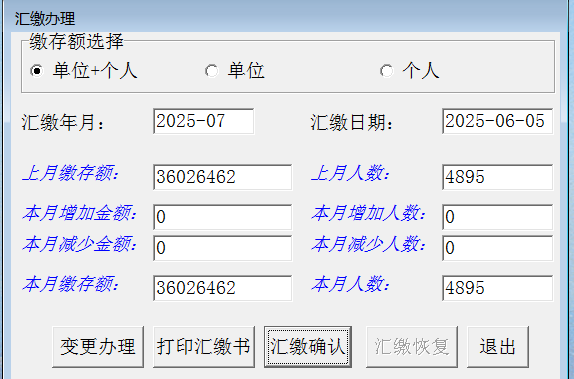 汇缴办理
缴存额选择
单位+个人 单位 个人
汇缴年月： 2025-07 汇缴日期： 2025-06-05
上月缴存额： 36026462 上月人数： 4895
本月增加金额： 0 本月增加人数： 0
本月减少金额： 0 本月减少人数： 0
本月缴存额： 36026462 本月人数： 4895
变更办理 打印汇缴书 汇缴确认 汇缴恢复 退出